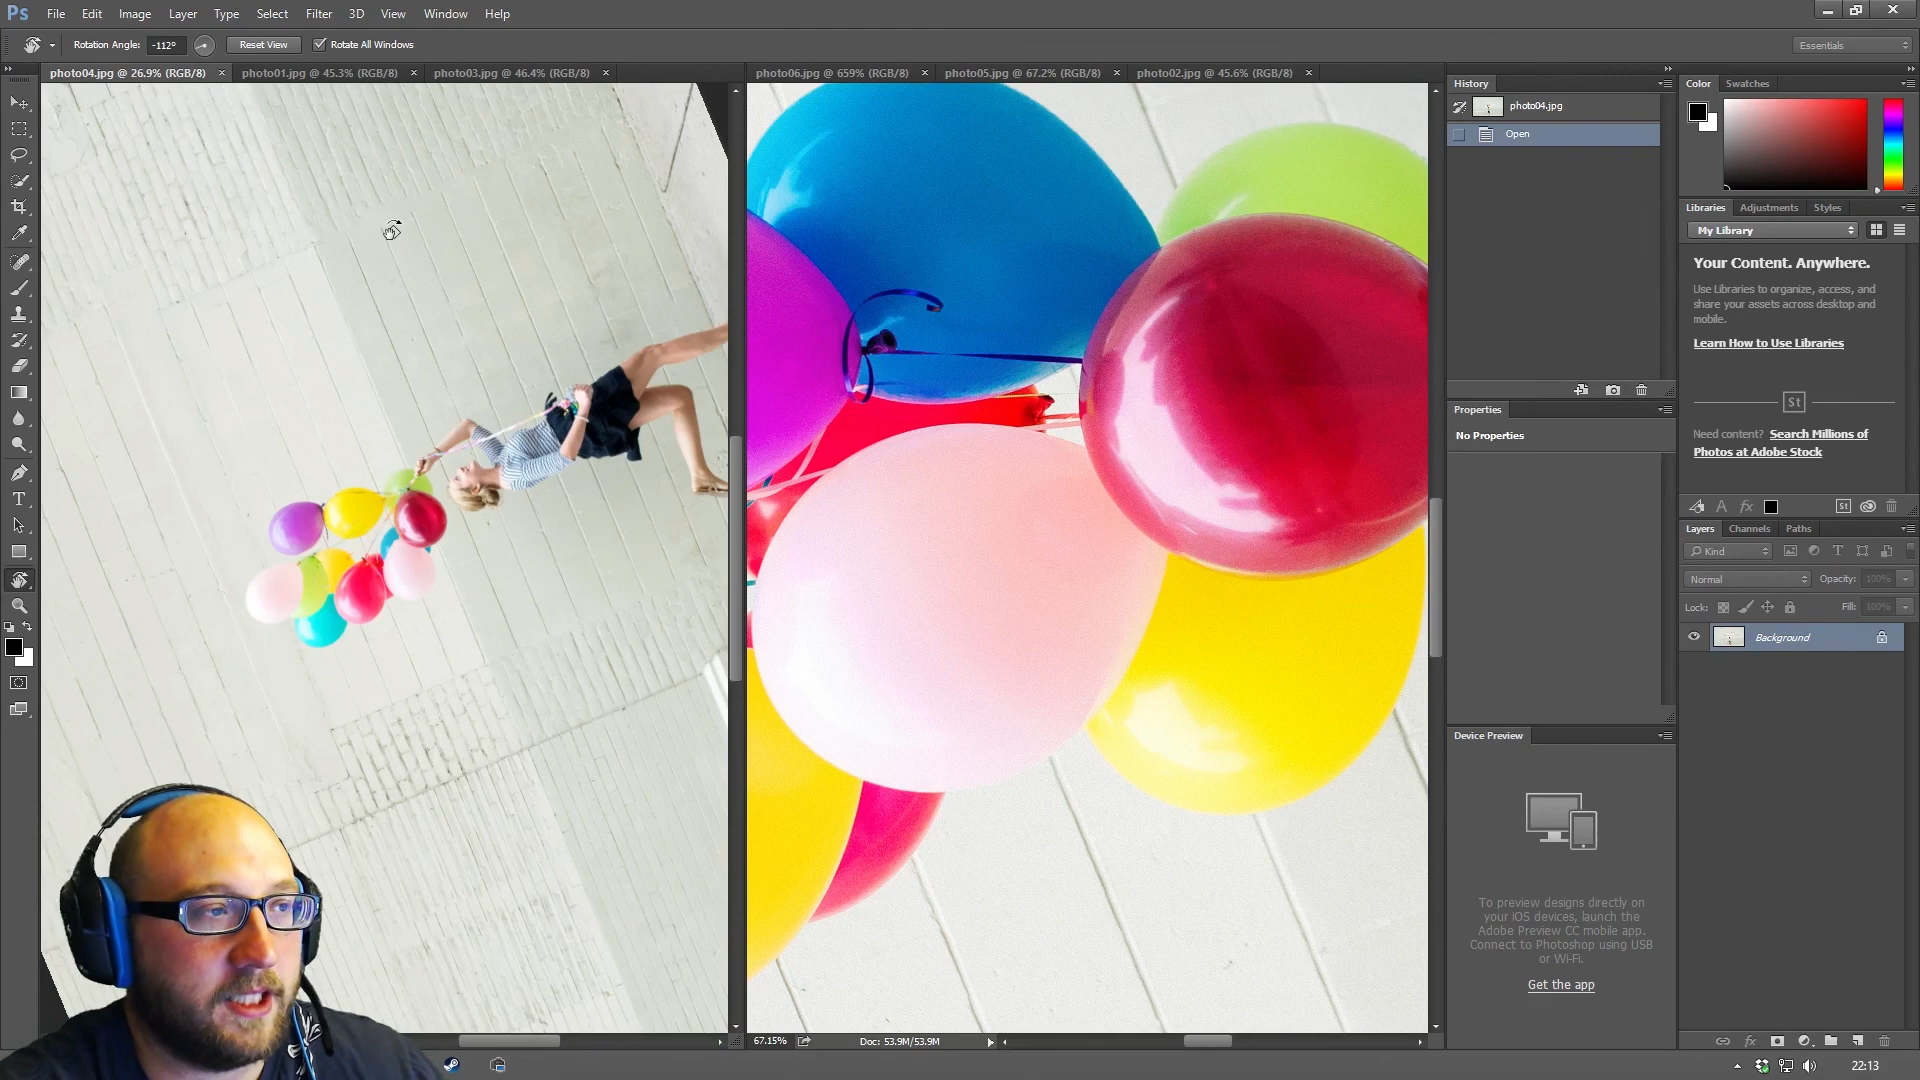 Ps File Edit Image Layer Type Select Filter 3D View Window Help
Rotation Angle: -112° Reset View Rotate All Windows Essentials
photo04.jpg @ 26.9% (RGB/8) × photo01.jpg @ 45.3% (RGB/8) × photo03.jpg @ 46.4% (RGB/8) × photo06.jpg @ 659% (RGB/8) × photo05.jpg @ 67.2% (RGB/8) × photo02.jpg @ 45.6% (RGB/8) ×
History
photo04.jpg
Open
Properties
No Properties
Device Preview
To preview designs directly on
your iOS devices, launch the
Adobe Preview CC mobile app.
Connect to Photoshop using USB
or Wi-Fi.
Get the app
Color Swatches
Libraries Adjustments Styles
My Library
Your Content. Anywhere.
Use Libraries to organize, access, and
share your assets across desktop and
mobile.
Learn How to Use Libraries
St
Need content? Search Millions of
Photos at Adobe Stock
A fx St
Layers Channels Paths
Kind T
Normal Opacity: 100%
Lock: Fill: 100%
Background
fx
67.15% Doc: 53.9M/53.9M
22:13